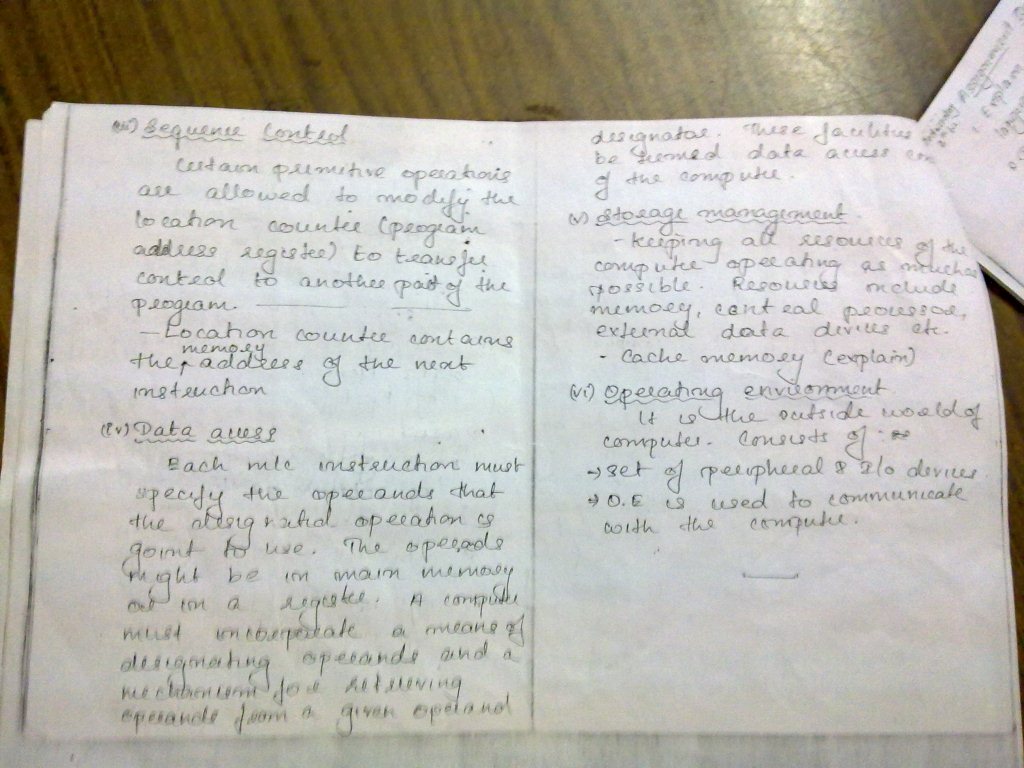 (iii) Sequence Control
Certain primitive operations
are allowed to modify the
location counter (program
address register) to transfer
control to another part of the
program.
- Location counter contains
memory
the address of the next
instruction
(iv) Data access
Each m/c instruction must
specify the operands that
the designated operation is
goint to use. The operands
might be in main memory
or in a register. A computer
must incorporate a means of
designating operands and a
mechanism for retrieving
operands from a given operand
designator. These facilities
be termed data access con
of the computer.
(v) Storage management
- Keeping all resources of the
computer operating as much as
possible. Resources include
memory, central processor,
external data devices etc.
- Cache memory (explain)
(vi) Operating environment
It is the outside world of
computer. Consists of
→ set of peripheral & I/o devices
→ O.E is used to communicate
with the computer.
Assignment
Explain